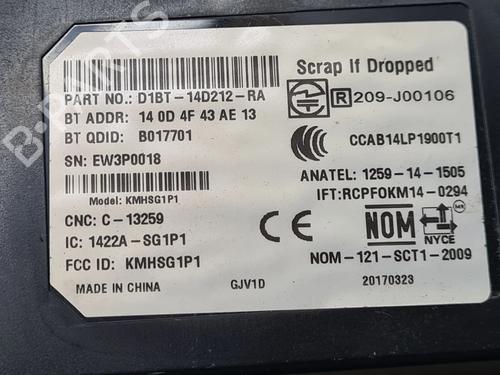 Scrap If Dropped
PART NO.: D1BT-14D212-RA
R 209-J00106
BT ADDR: 14 0D 4F 43 AE 13
BT QDID: B017701
CCAB14LP1900T1
SN: EW3P0018
ANATEL: 1259-14-1505
Model: KMHSG1P1
IFT:RCPFOKM14-0294
CNC: C-13259
CE
NOM
NYCE
IC: 1422A-SG1P1
FCC ID: KMHSG1P1
NOM-121-SCT1-2009
MADE IN CHINA
GJV1D
20170323
B-PARTS